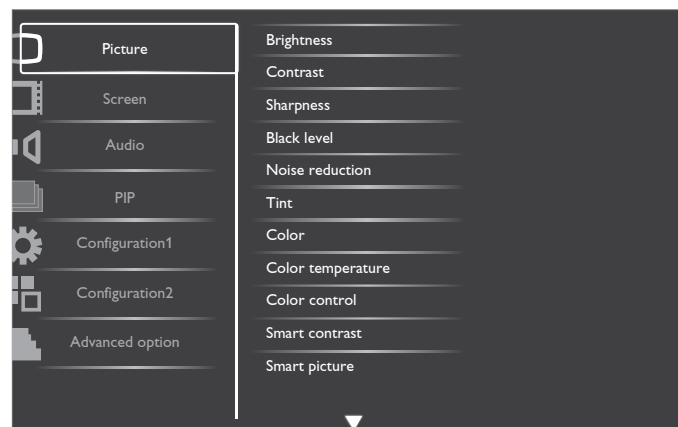 Picture
Screen
Audio
PIP
Configuration1
Configuration2
Advanced option
Brightness
Contrast
Sharpness
Black level
Noise reduction
Tint
Color
Color temperature
Color control
Smart contrast
Smart picture